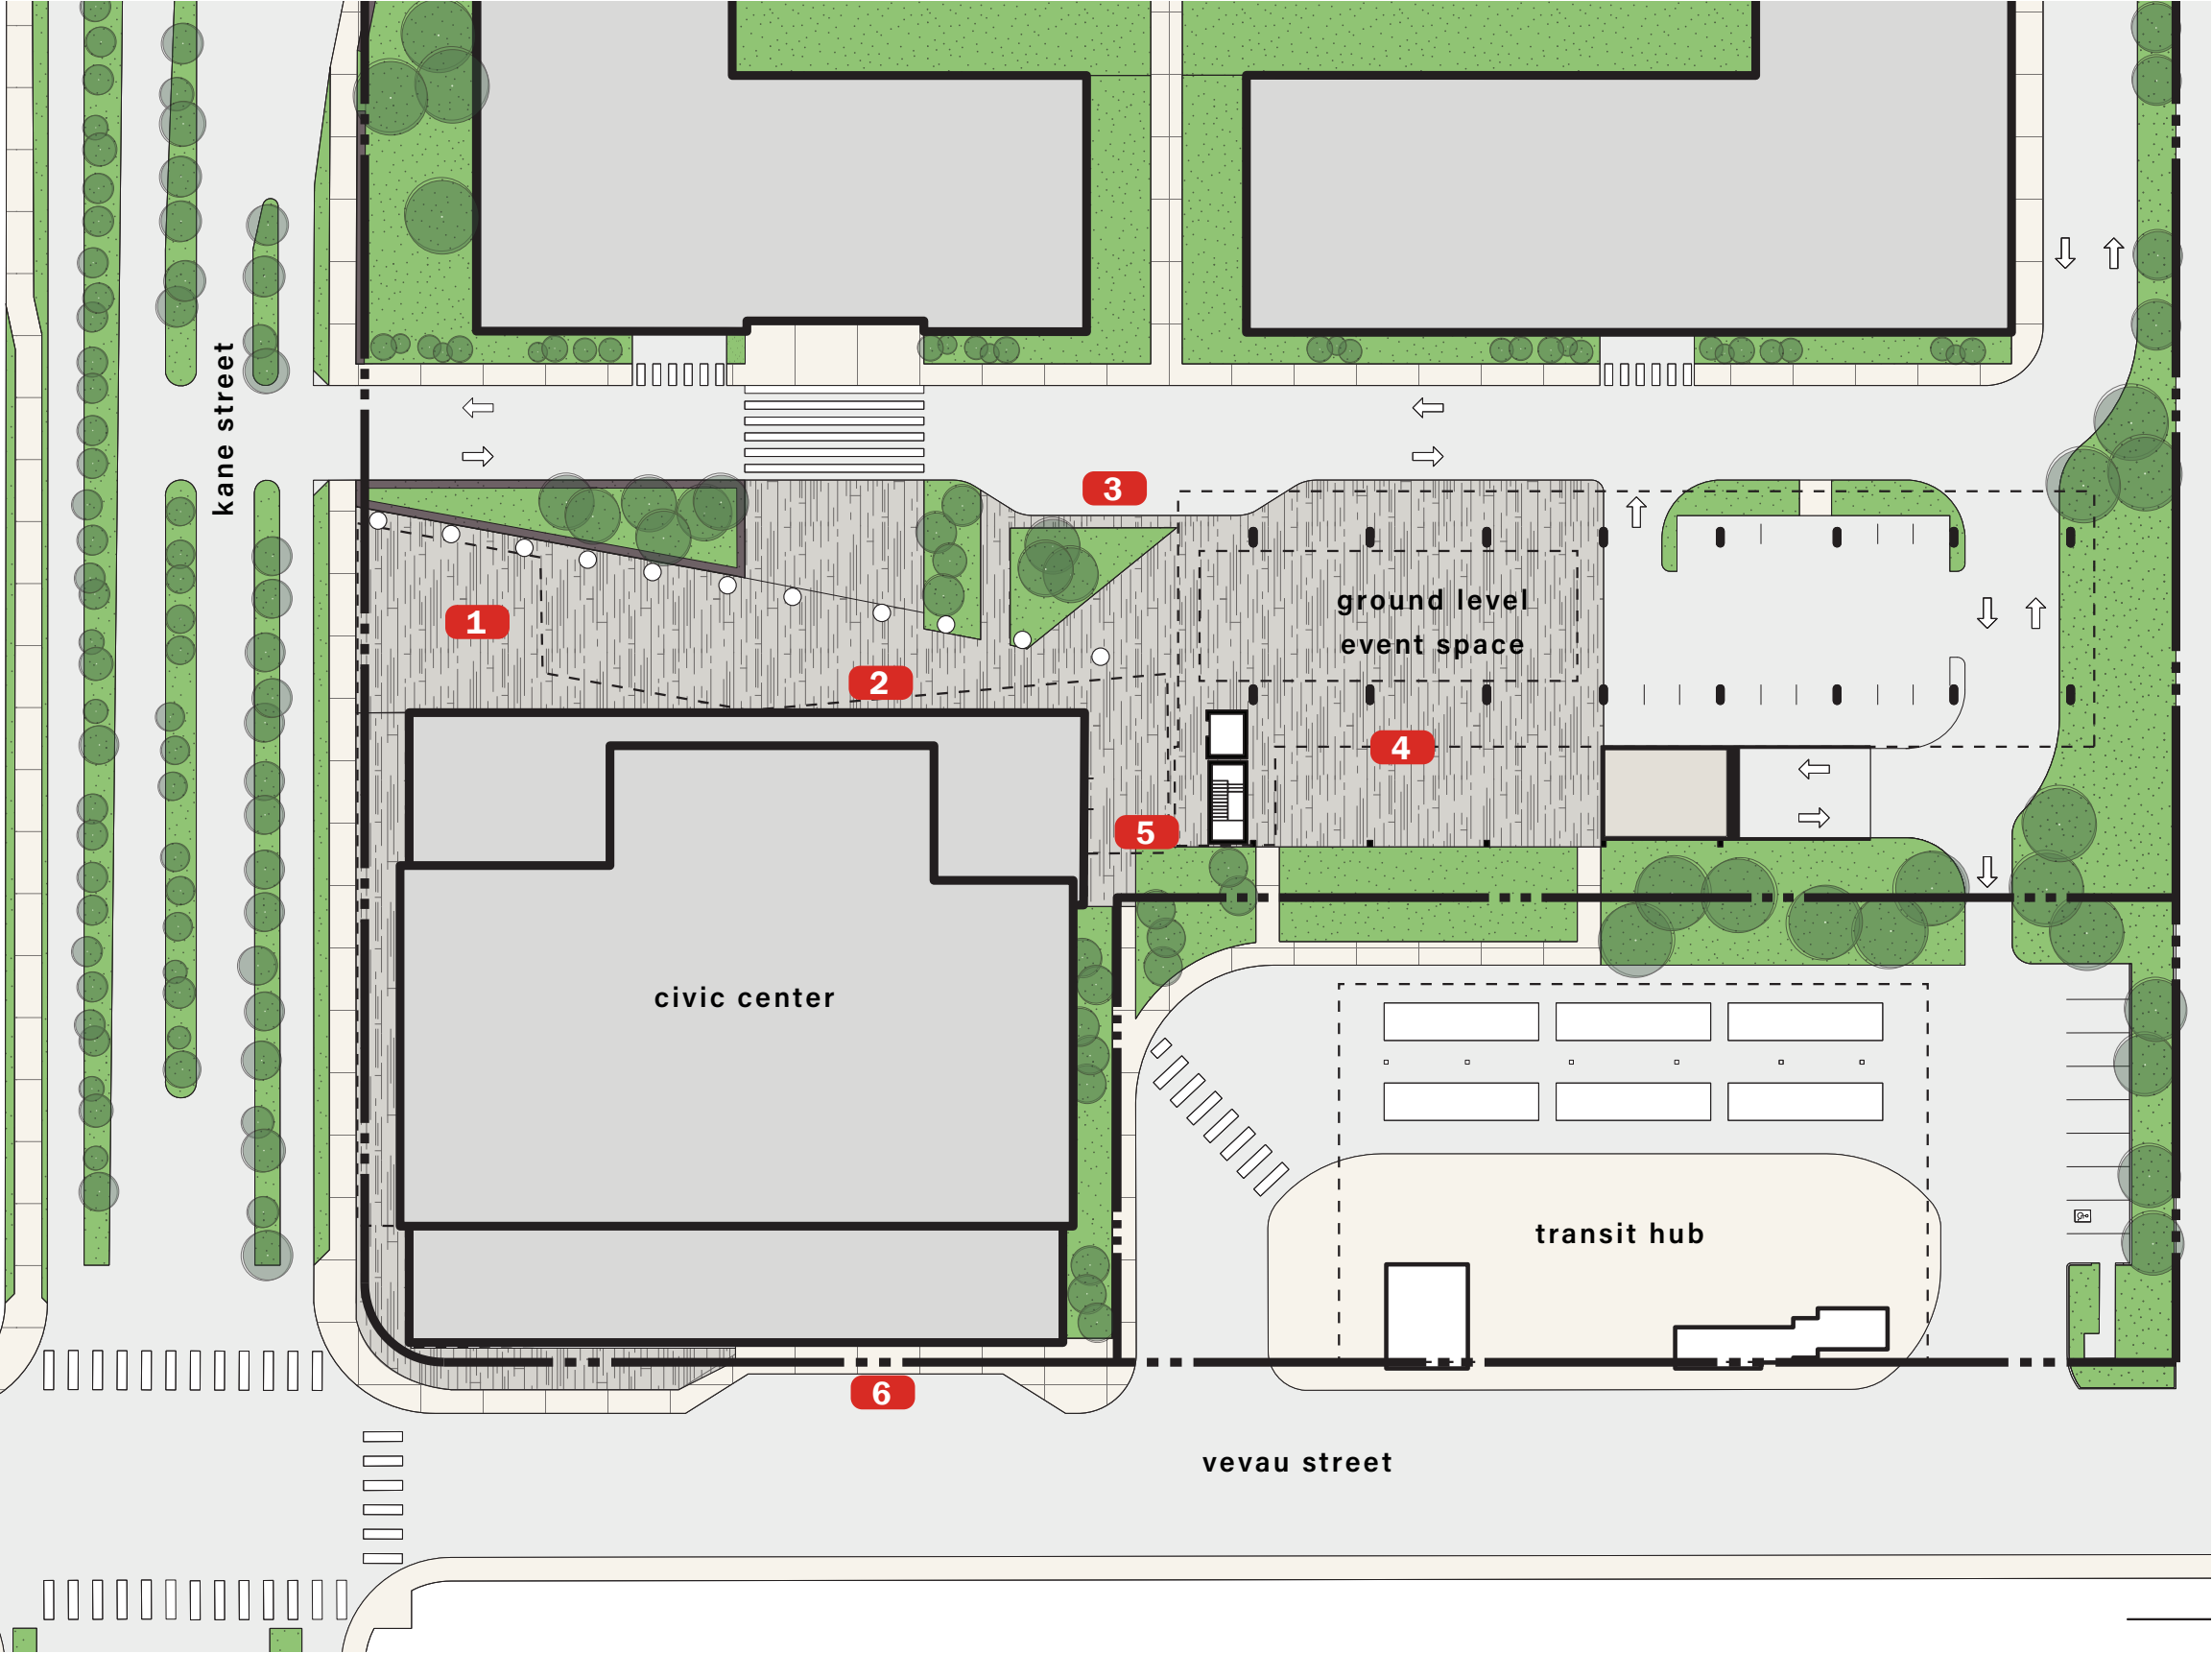 kane street
3
ground level
event space
1
2
4
5
civic center
transit hub
6
vevau street